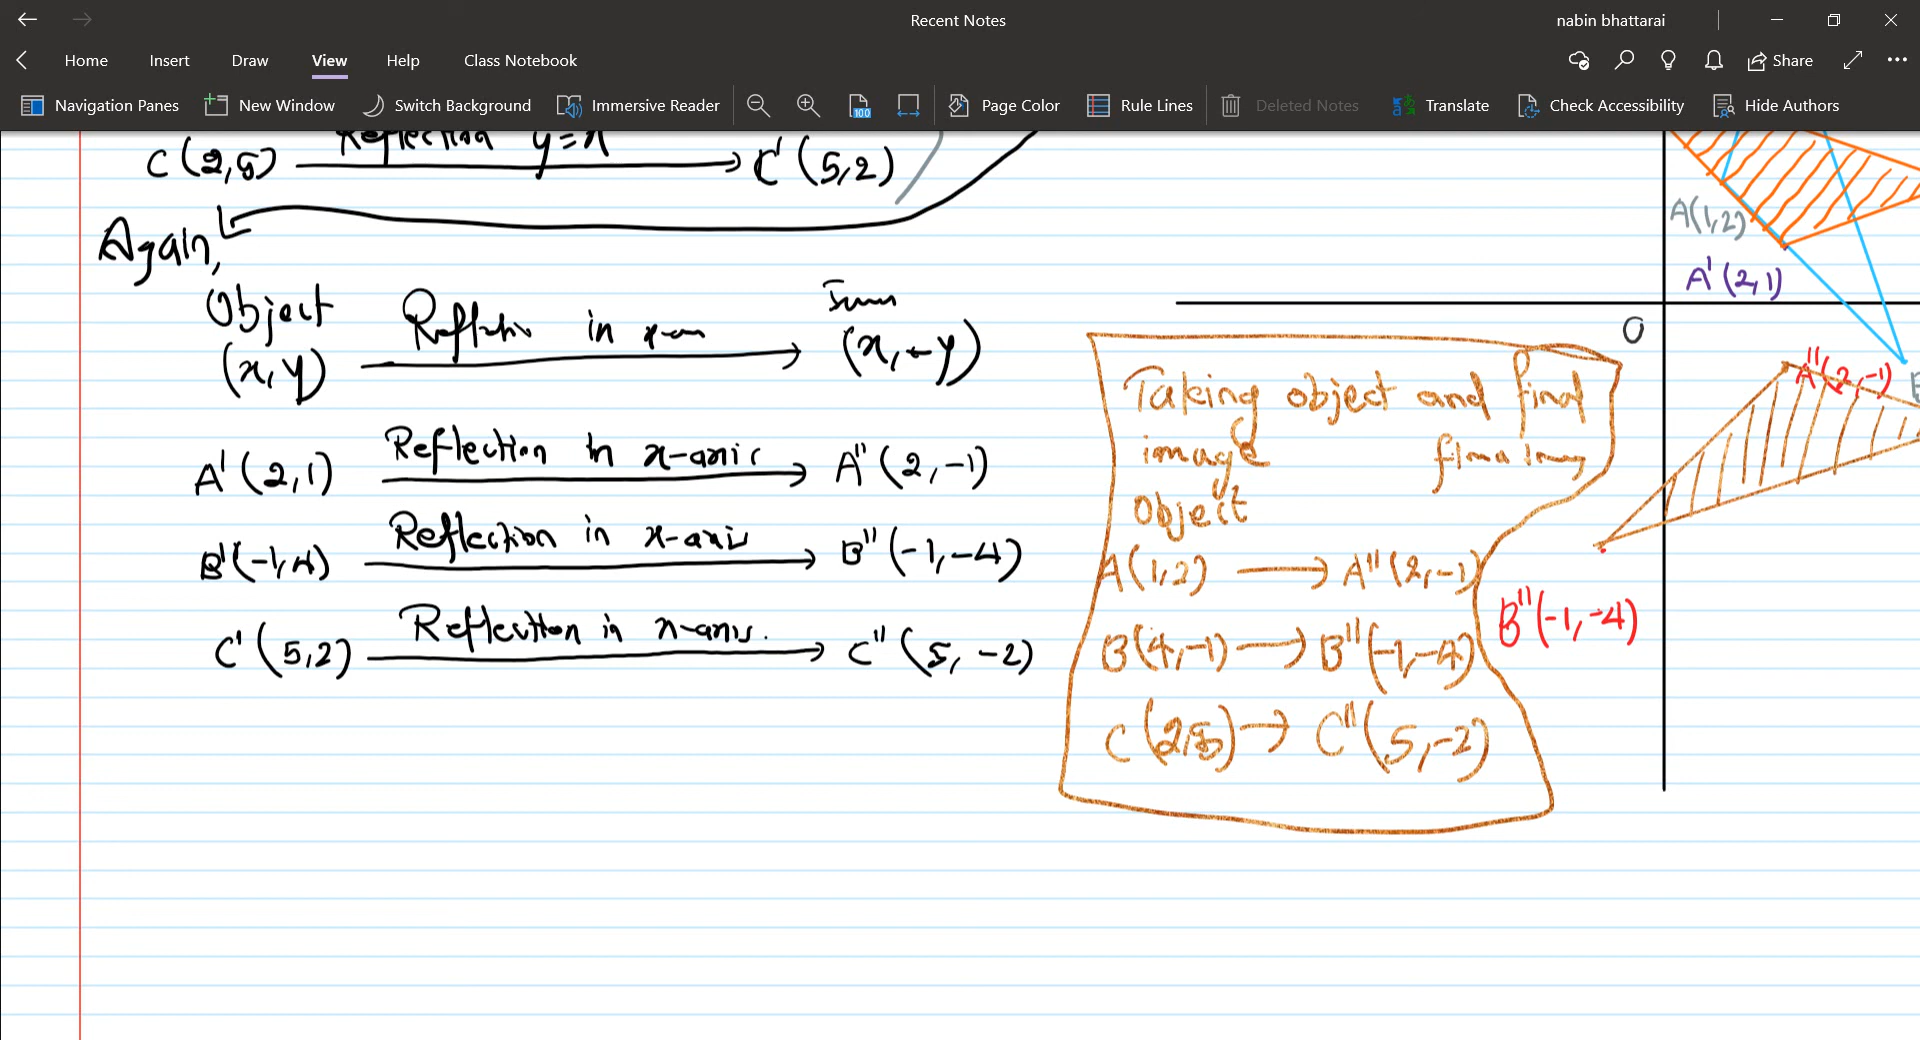 Recent Notes
nabin bhattarai
Home Insert Draw View Help Class Notebook
Share
Navigation Panes New Window Switch Background Immersive Reader 100 Page Color Rule Lines Deleted Notes Translate Check Accessibility Hide Authors
Reflection y=x
C(2,5) → C'(5,2)
Again,
Object
(x,y) in → (x,-y)
A'(2,1) Reflection in x-axis → A''(2,-1)
B'(-1,4) Reflection in x-axis → B''(-1,-4)
C'(5,2) Reflection in x-axis. → C''(5,-2)
Taking object and final
image
Object
A(1,2) → A''(2,-1)
B(4,-1) → B''(-1,-4)
C(2,5) → C''(5,-2)
A(1,2)
A'(2,1)
O
A''(2,-1)
B''(-1,-4)